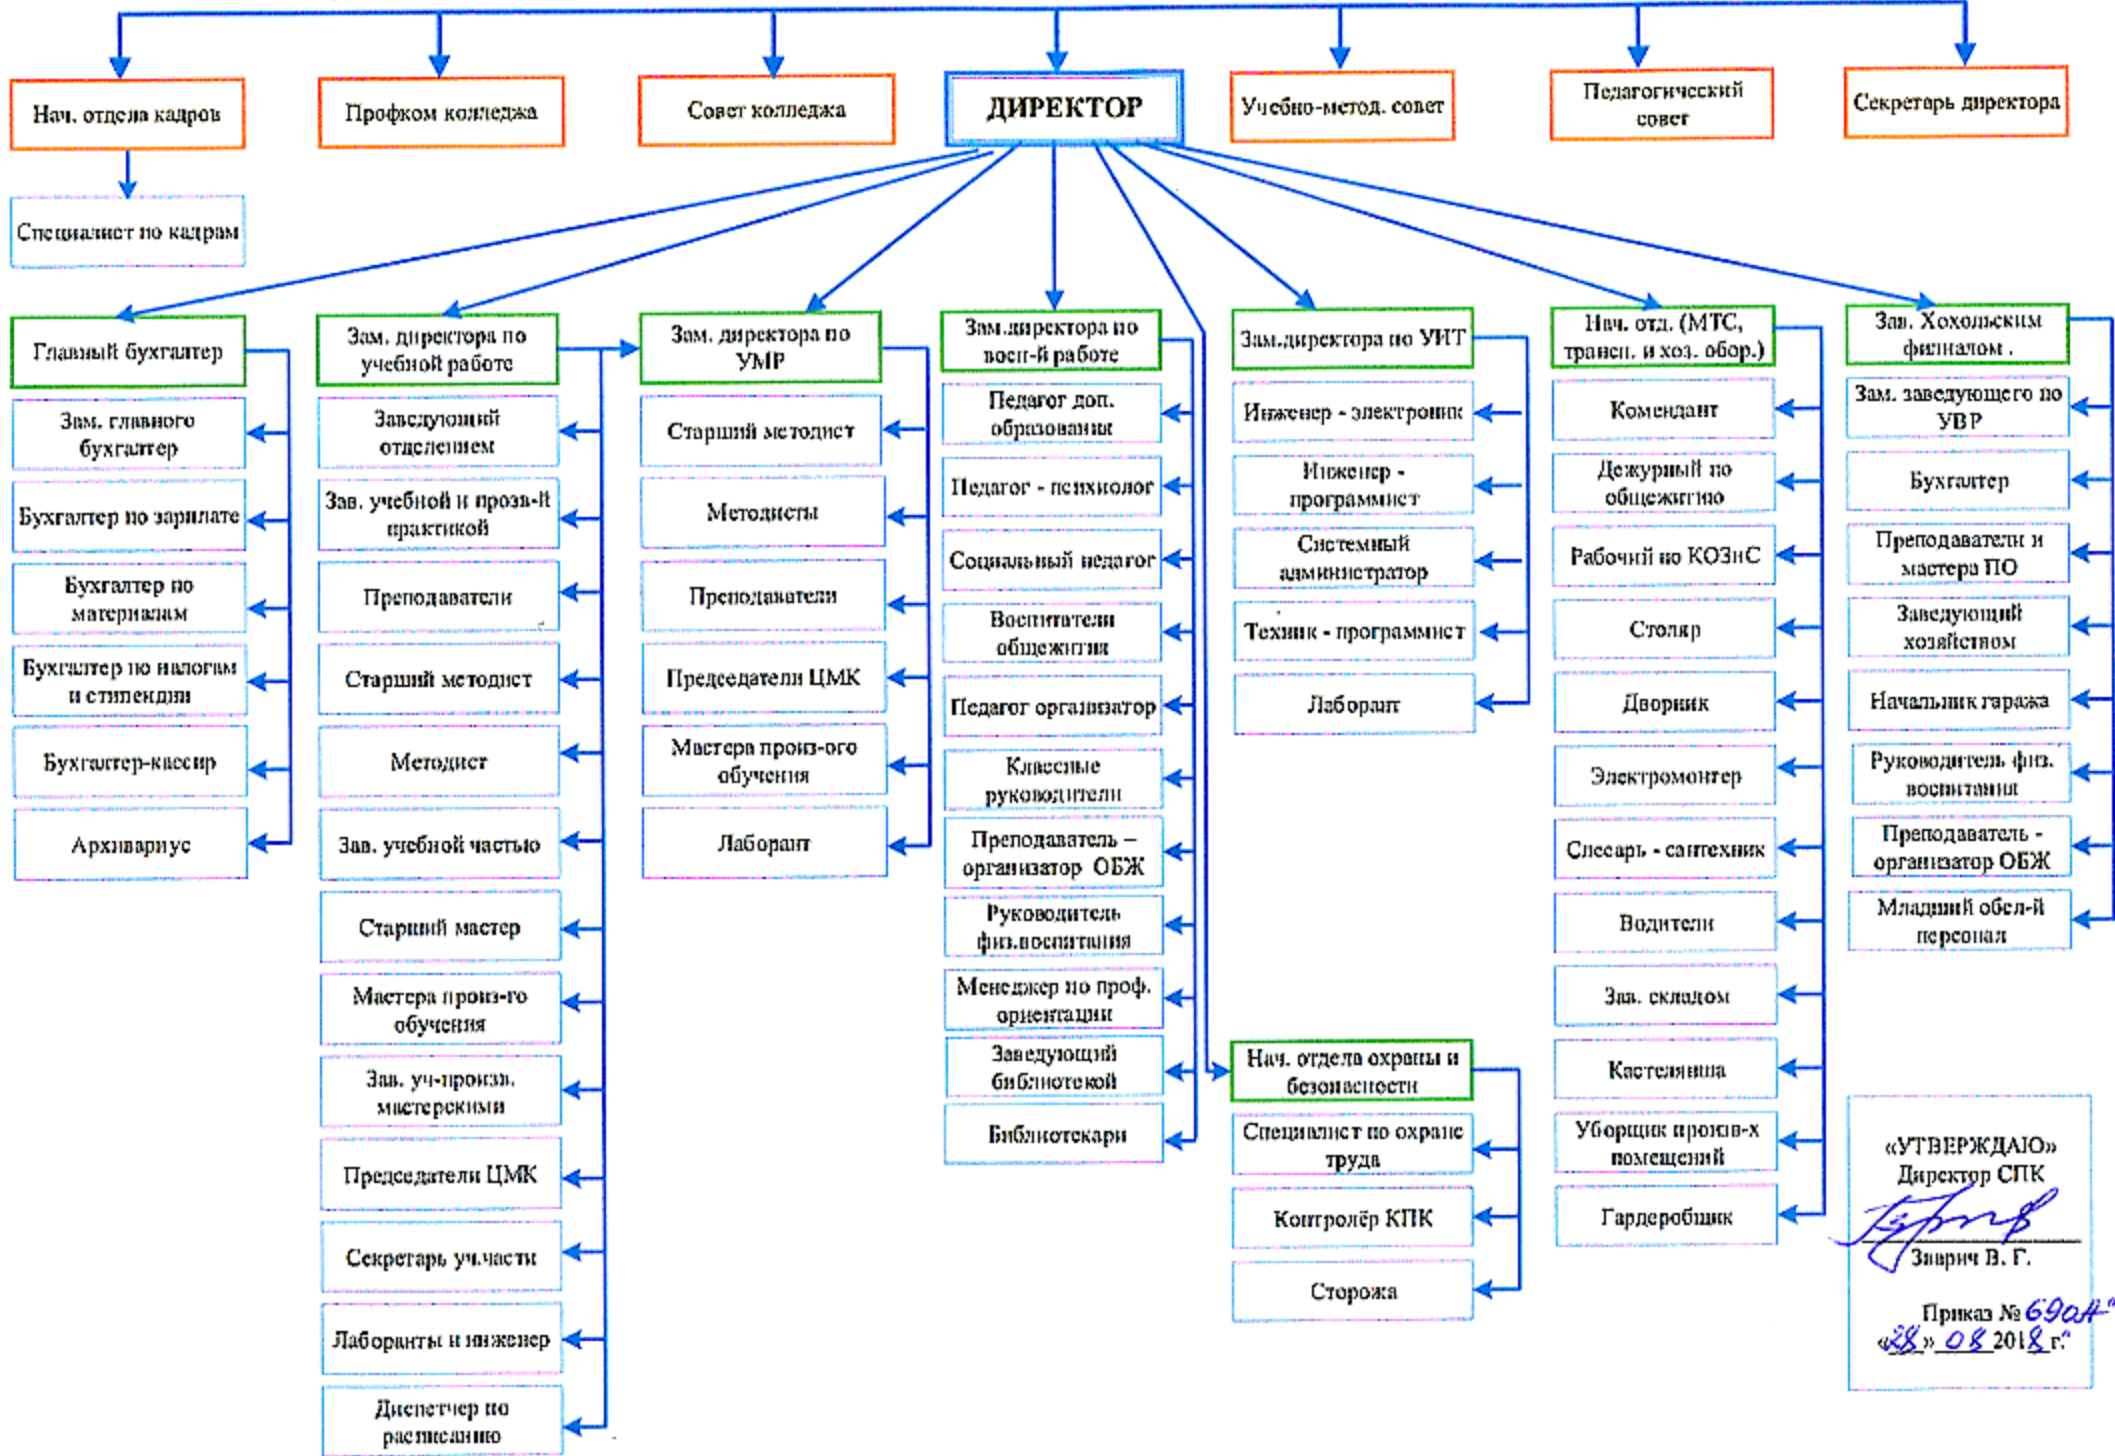 Нач. отдела кадров
Профком колледжа
Совет колледжа
ДИРЕКТОР
Учебно-метод. совет
Педагогический
совет
Секретарь директора
Специалист по кадрам
Главный бухгалтер
Зам. главного
бухгалтер
Бухгалтер по зарплате
Бухгалтер по
материалам
Бухгалтер по налогам
и стипендии
Бухгалтер-кассир
Архивариус
Зам. директора по
учебной работе
Заведующий
отделением
Зав. учебной и прозв-й
практикой
Преподаватели
Старший методист
Методист
Зав. учебной частью
Старший мастер
Мастера произ-го
обучения
Зав. уч-произв.
мастерскими
Председатели ЦМК
Секретарь уч.части
Лаборанты и инженер
Диспетчер по
расписанию
Зам. директора по
УМР
Старший методист
Методисты
Преподаватели
Председатели ЦМК
Мастера произ-ого
обучения
Лаборант
Зам.директора по
восп-й работе
Педагог доп.
образования
Педагог - психолог
Социальный педагог
Воспитатели
общежития
Педагог организатор
Классные
руководители
Преподаватель –
организатор ОБЖ
Руководитель
физ.воспитания
Менеджер по проф.
ориентации
Заведующий
библиотекой
Библиотекари
Зам.директора по УИТ
Инженер - электроник
Инженер -
программист
Системный
администратор
Техник - программист
Лаборант
Нач. отдела охраны и
безопасности
Специалист по охране
труда
Контролёр КПК
Сторожа
Нач. отд. (МТС,
трансп. и хоз. обор.)
Комендант
Дежурный по
общежитию
Рабочий по КОЗиС
Столяр
Дворник
Электромонтер
Слесарь - сантехник
Водители
Зав. складом
Кастелянша
Уборщик произв-х
помещений
Гардеробщик
Зав. Хохольским
филиалом .
Зам. заведующего по
УВР
Бухгалтер
Преподаватели и
мастера ПО
Заведующий
хозяйством
Начальник гаража
Руководитель физ.
воспитания
Преподаватель -
организатор ОБЖ
Младший обсл-й
персонал
«УТВЕРЖДАЮ»
Директор СПК
Зварич В. Г.
Приказ №
«28» 08 2018 г.